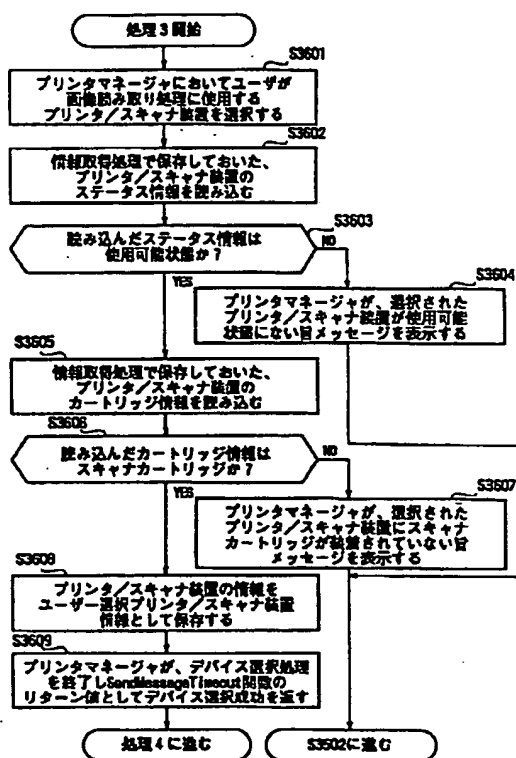 処理3開始
S3601
プリンタマネージャにおいてユーザが
画像読み取り処理に使用する
プリンタ／スキャナ装置を選択する
S3602
情報取得処理で保存しておいた、
プリンタ／スキャナ装置の
ステータス情報を読み込む
S3603
読み込んだステータス情報は
使用可能状態か？
NO
YES
S3604
プリンタマネージャが、選択された
プリンタ／スキャナ装置が使用可能
状態にない旨メッセージを表示する
S3605
情報取得処理で保存しておいた、
プリンタ／スキャナ装置の
カートリッジ情報を読み込む
S3606
読み込んだカートリッジ情報は
スキャナカートリッジか？
NO
YES
S3607
プリンタマネージャが、選択された
プリンタ／スキャナ装置にスキャナ
カートリッジが装着されていない旨
メッセージを表示する
S3608
プリンタ／スキャナ装置の情報を
ユーザー選択プリンタ／スキャナ装置
情報として保存する
S3609
プリンタマネージャが、デバイス選択処理
を終了しSendMessageTimeout関数の
リターン値としてデバイス選択成功を返す
処理4に進む
S3502に進む